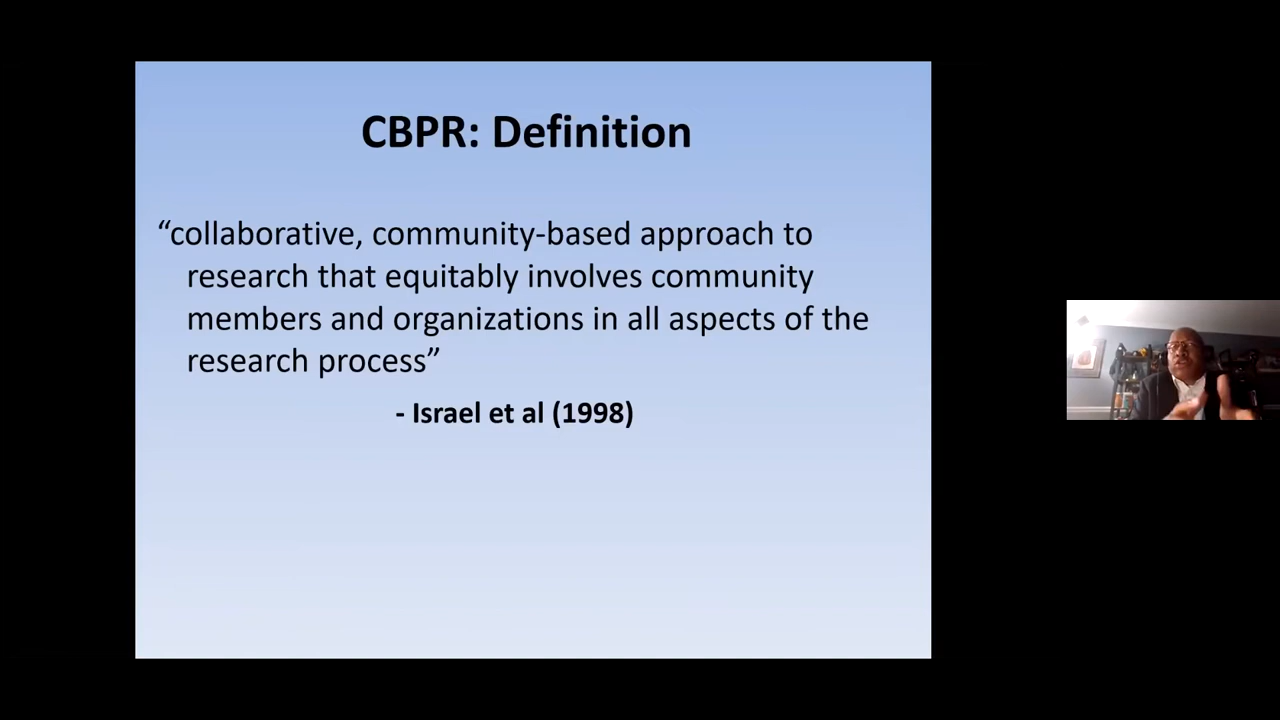 CBPR: Definition
“collaborative, community-based approach to
research that equitably involves community
members and organizations in all aspects of the
research process”
- Israel et al (1998)